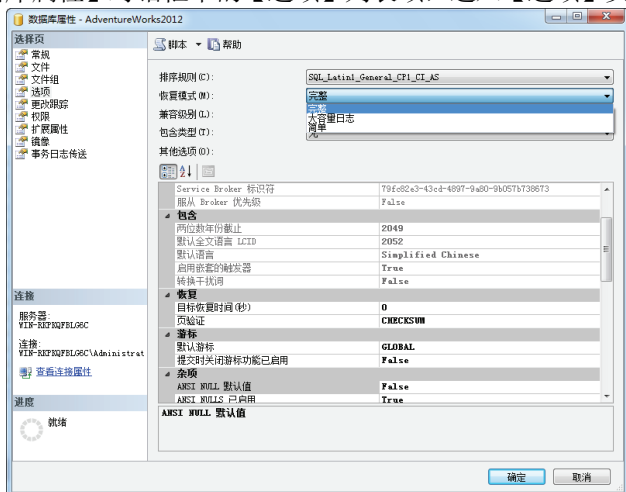 数据库属性 - AdventureWorks2012
选择页
常规
文件
文件组
选项
更改跟踪
权限
扩展属性
镜像
事务日志传送
脚本 帮助
排序规则(C): SQL_Latin1_General_CP1_CI_AS
恢复模式(M): 完整
完整
大容量日志
简单
兼容级别(L):
包含类型(T):
其他选项(O):
Service Broker 标识符 79fc82e3-43cd-4897-9a80-9b057b738673
服从 Broker 优先级 False
包含
两位数年份截止 2049
默认全文语言 LCID 2052
默认语言 Simplified Chinese
启用嵌套的触发器 True
转换干扰词 False
恢复
目标恢复时间(秒) 0
页验证 CHECKSUM
游标
默认游标 GLOBAL
提交时关闭游标功能已启用 False
杂项
ANSI NULL 默认值 False
ANSI NULLS 已启用 True
ANSI NULL 默认值
连接
服务器:
WIN-RKPKQFBLG6C
连接:
WIN-RKPKQFBLG6C\Administrat
查看连接属性
进度
就绪
确定 取消